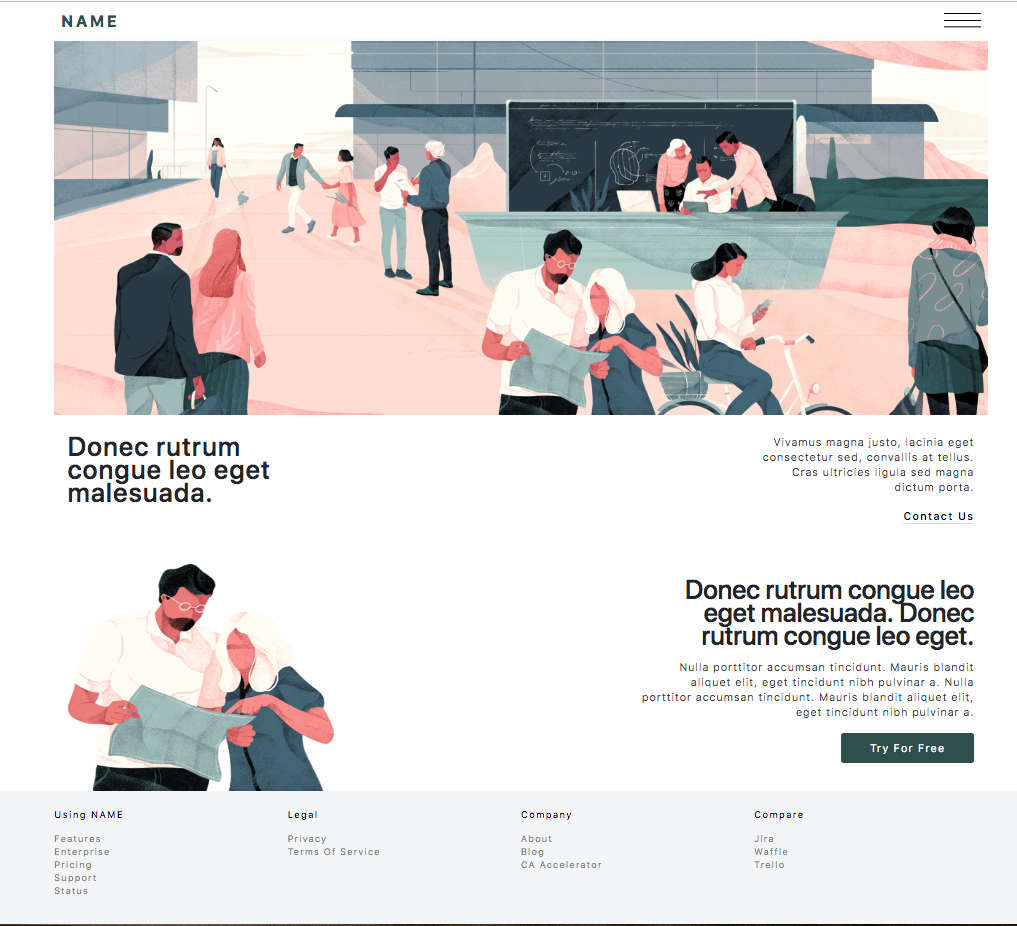 NAME
Donec rutrum
congue leo eget
malesuada.
Vivamus magna justo, lacinia eget
consectetur sed, convallis at tellus.
Cras ultricies ligula sed magna
dictum porta.
Contact Us
Donec rutrum congue leo
eget malesuada. Donec
rutrum congue leo eget.
Nulla porttitor accumsan tincidunt. Mauris blandit
aliquet elit, eget tincidunt nibh pulvinar a. Nulla
porttitor accumsan tincidunt. Mauris blandit aliquet elit,
eget tincidunt nibh pulvinar a.
Try For Free
Using NAME
Features
Enterprise
Pricing
Support
Status
Legal
Privacy
Terms Of Service
Company
About
Blog
CA Accelerator
Compare
Jira
Waffle
Trello